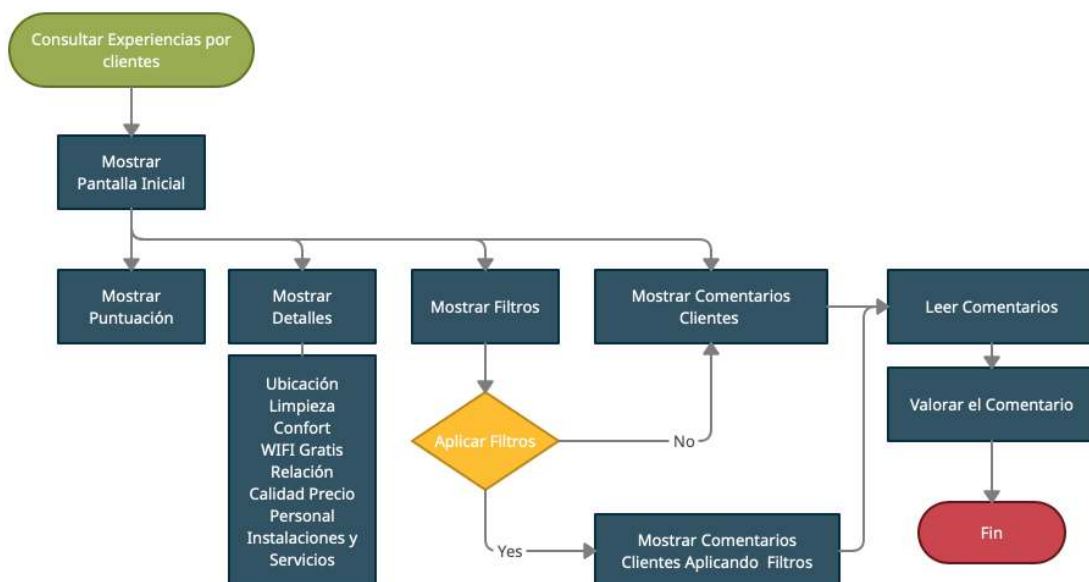 Consultar Experiencias por
clientes
Mostrar
Pantalla Inicial
Mostrar
Puntuación
Mostrar
Detalles
Mostrar Filtros
Mostrar Comentarios
Clientes
Leer Comentarios
Ubicación
Limpieza
Confort
WIFI Gratis
Relación
Calidad Precio
Personal
Instalaciones y
Servicios
Aplicar Filtros
No
Valorar el Comentario
Yes
Mostrar Comentarios
Clientes Aplicando Filtros
Fin